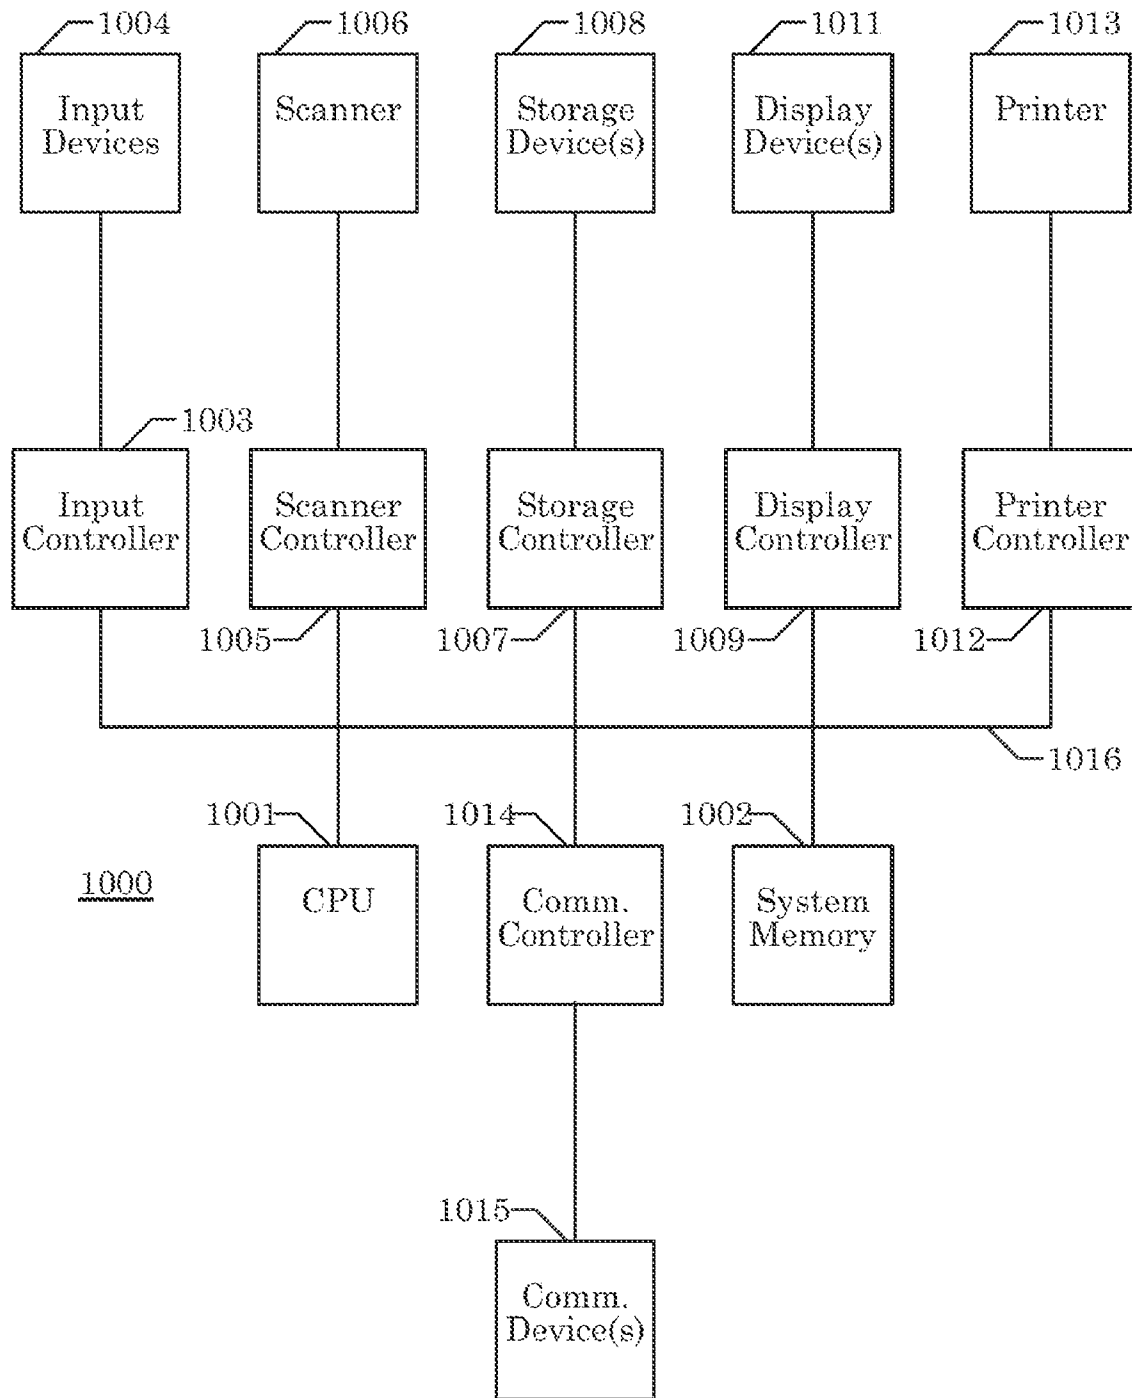 1004
1006
1008
1011
1013
Input
Devices
Scanner
Storage
Device(s)
Display
Device(s)
Printer
1003
Input
Controller
Scanner
Controller
Storage
Controller
Display
Controller
Printer
Controller
1005
1007
1009
1012
1016
1001
1014
1002
1000
CPU
Comm.
Controller
System
Memory
1015
Comm.
Device(s)